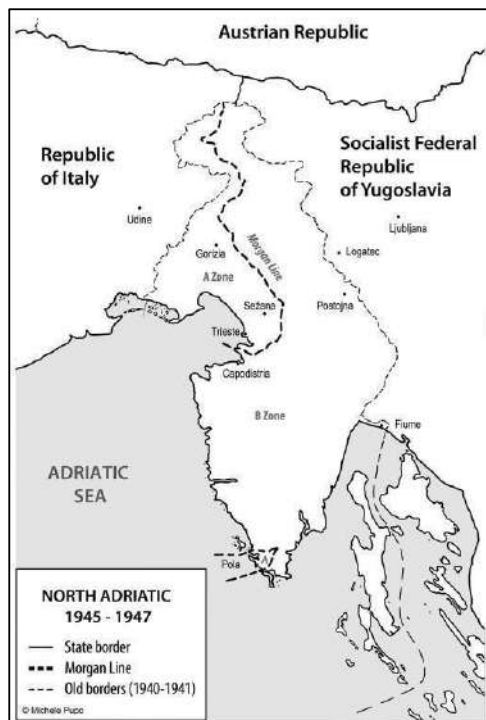 Austrian Republic
Republic
of Italy
Socialist Federal
Republic
of Yugoslavia
Udine
Ljubljana
Gorizia
Morgan Line
Logatec
A Zone
Sežana
Postojna
Trieste
Capodistria
B Zone
Fiume
ADRIATIC
SEA
Pola
A
NORTH ADRIATIC
1945 - 1947
State border
Morgan Line
Old borders (1940-1941)
© Michele Pupo